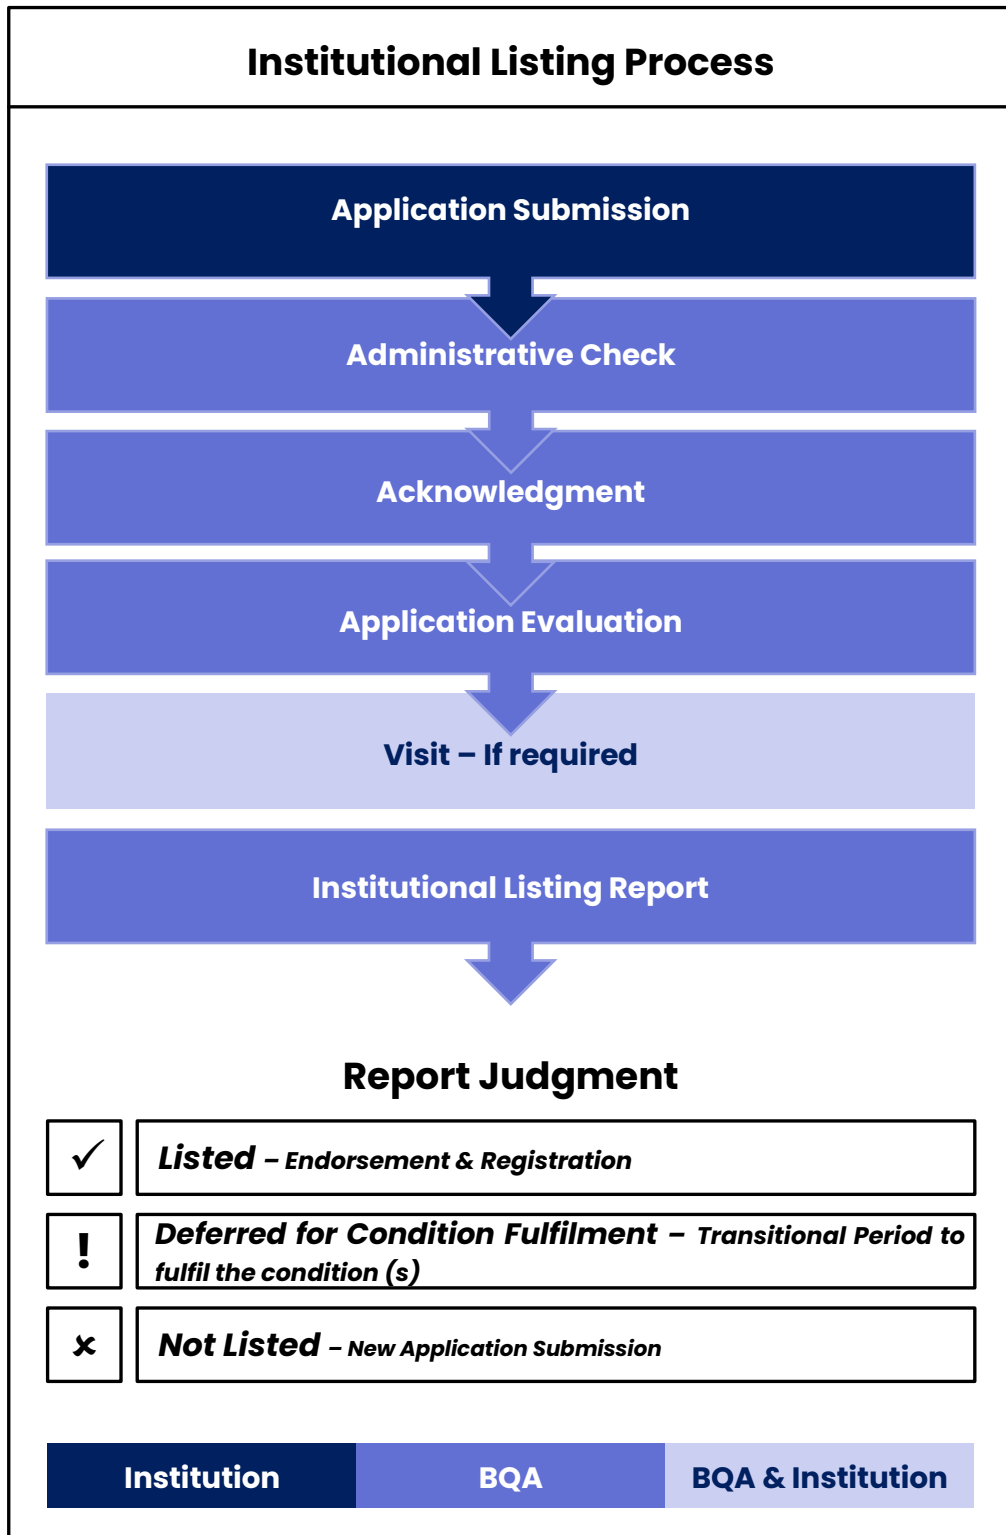 Institutional Listing Process
Application Submission
Administrative Check
Acknowledgment
Application Evaluation
Visit – If required
Institutional Listing Report
Report Judgment
✓ Listed – Endorsement & Registration
! Deferred for Condition Fulfilment – Transitional Period to
fulfil the condition (s)
× Not Listed – New Application Submission
Institution BQA BQA & Institution